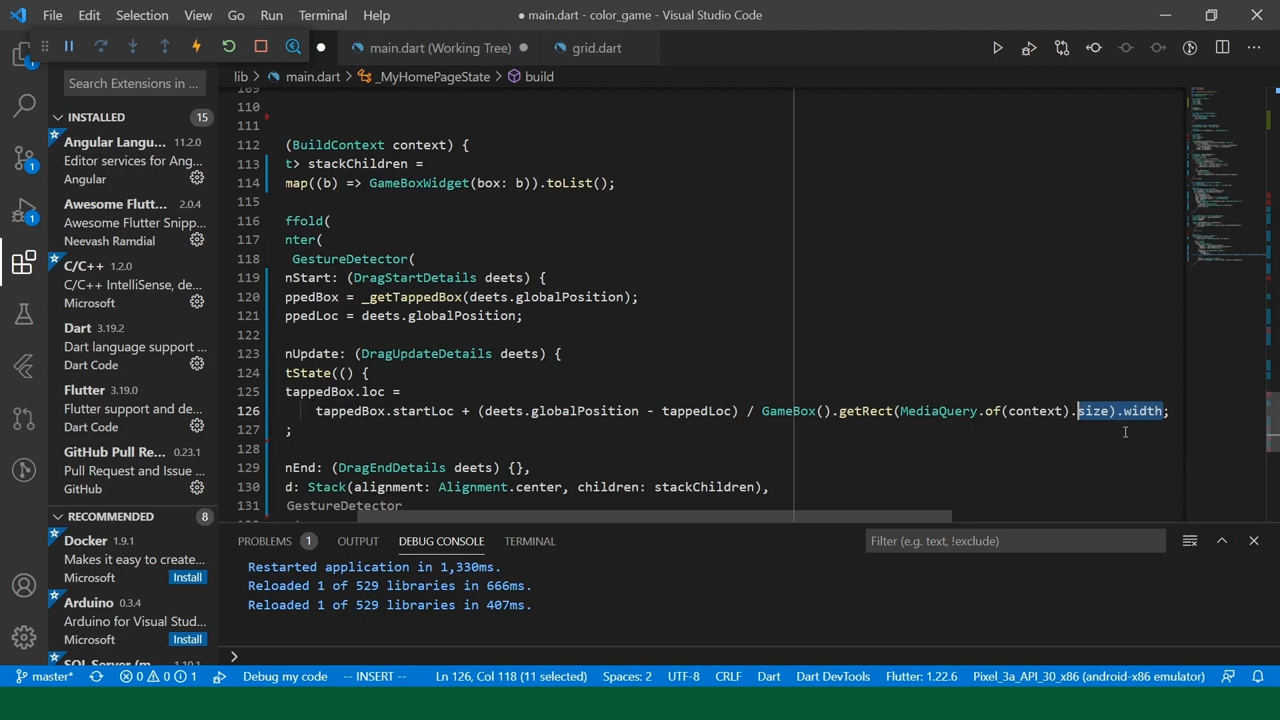 File Edit Selection View Go Run Terminal Help
● main.dart - color_game - Visual Studio Code
main.dart (Working Tree) ● grid.dart
lib > main.dart > _MyHomePageState > build
Search Extensions in ...
INSTALLED 15
Angular Langu... 11.2.0
Editor services for Ang...
Angular
Awesome Flutt... 2.0.4
Awesome Flutter Snipp...
Neevash Ramdial
C/C++ 1.2.0
C/C++ IntelliSense, de...
Microsoft
Dart 3.19.2
Dart language support ...
Dart Code
Flutter 3.19.0
Flutter support and de...
Dart Code
GitHub Pull Re... 0.23.1
Pull Request and Issue ...
GitHub
RECOMMENDED 8
Docker 1.9.1
Makes it easy to create...
Microsoft Install
Arduino 0.3.4
Arduino for Visual Stud...
Microsoft Install
SQL Server (m... 1.10.1
1
1
1
109
110
111
112 (BuildContext context) {
113 t> stackChildren =
114 map((b) => GameBoxWidget(box: b)).toList();
115
116 ffold(
117 nter(
118 GestureDetector(
119 nStart: (DragStartDetails deets) {
120 ppedBox = _getTappedBox(deets.globalPosition);
121 ppedLoc = deets.globalPosition;
122
123 nUpdate: (DragUpdateDetails deets) {
124 tState(() {
125 tappedBox.loc =
126 tappedBox.startLoc + (deets.globalPosition - tappedLoc) / GameBox().getRect(MediaQuery.of(context).size).width;
127 ;
128
129 nEnd: (DragEndDetails deets) {},
130 d: Stack(alignment: Alignment.center, children: stackChildren),
131 GestureDetector
PROBLEMS 1 OUTPUT DEBUG CONSOLE TERMINAL
Filter (e.g. text, !exclude)
Restarted application in 1,330ms.
Reloaded 1 of 529 libraries in 666ms.
Reloaded 1 of 529 libraries in 407ms.
>
master* 0 0 1 Debug my code -- INSERT -- Ln 126, Col 118 (11 selected) Spaces: 2 UTF-8 CRLF Dart Dart DevTools Flutter: 1.22.6 Pixel_3a_API_30_x86 (android-x86 emulator)